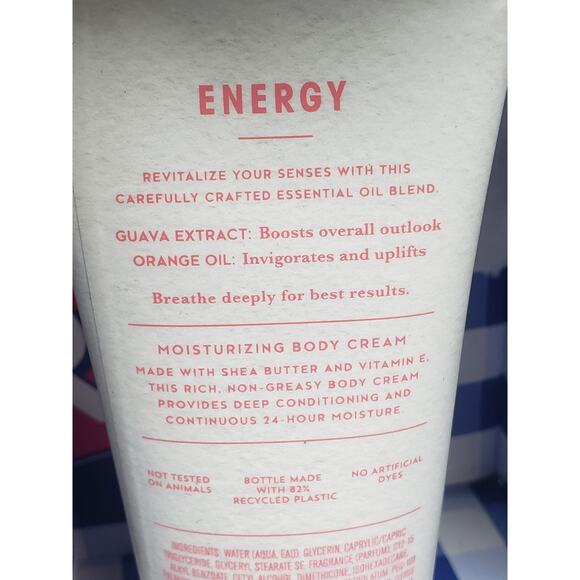 ENERGY
REVITALIZE YOUR SENSES WITH THIS
CAREFULLY CRAFTED ESSENTIAL OIL BLEND.
GUAVA EXTRACT: Boosts overall outlook
ORANGE OIL: Invigorates and uplifts
Breathe deeply for best results.
MOISTURIZING BODY CREAM
MADE WITH SHEA BUTTER AND VITAMIN E,
THIS RICH, NON-GREASY BODY CREAM
PROVIDES DEEP CONDITIONING AND
CONTINUOUS 24-HOUR MOISTURE.
NOT TESTED
ON ANIMALS
BOTTLE MADE
WITH 82%
RECYCLED PLASTIC
NO ARTIFICIAL
DYES
INGREDIENTS: WATER (AQUA, EAU), GLYCERIN, CAPRYLIC/CAPRIC
TRIGLYCERIDE, GLYCERYL STEARATE SE, FRAGRANCE (PARFUM), C12-15
ALKYL BENZOATE, CETYL ALCOHOL, DIMETHICONE, ISOHEXADECANE,